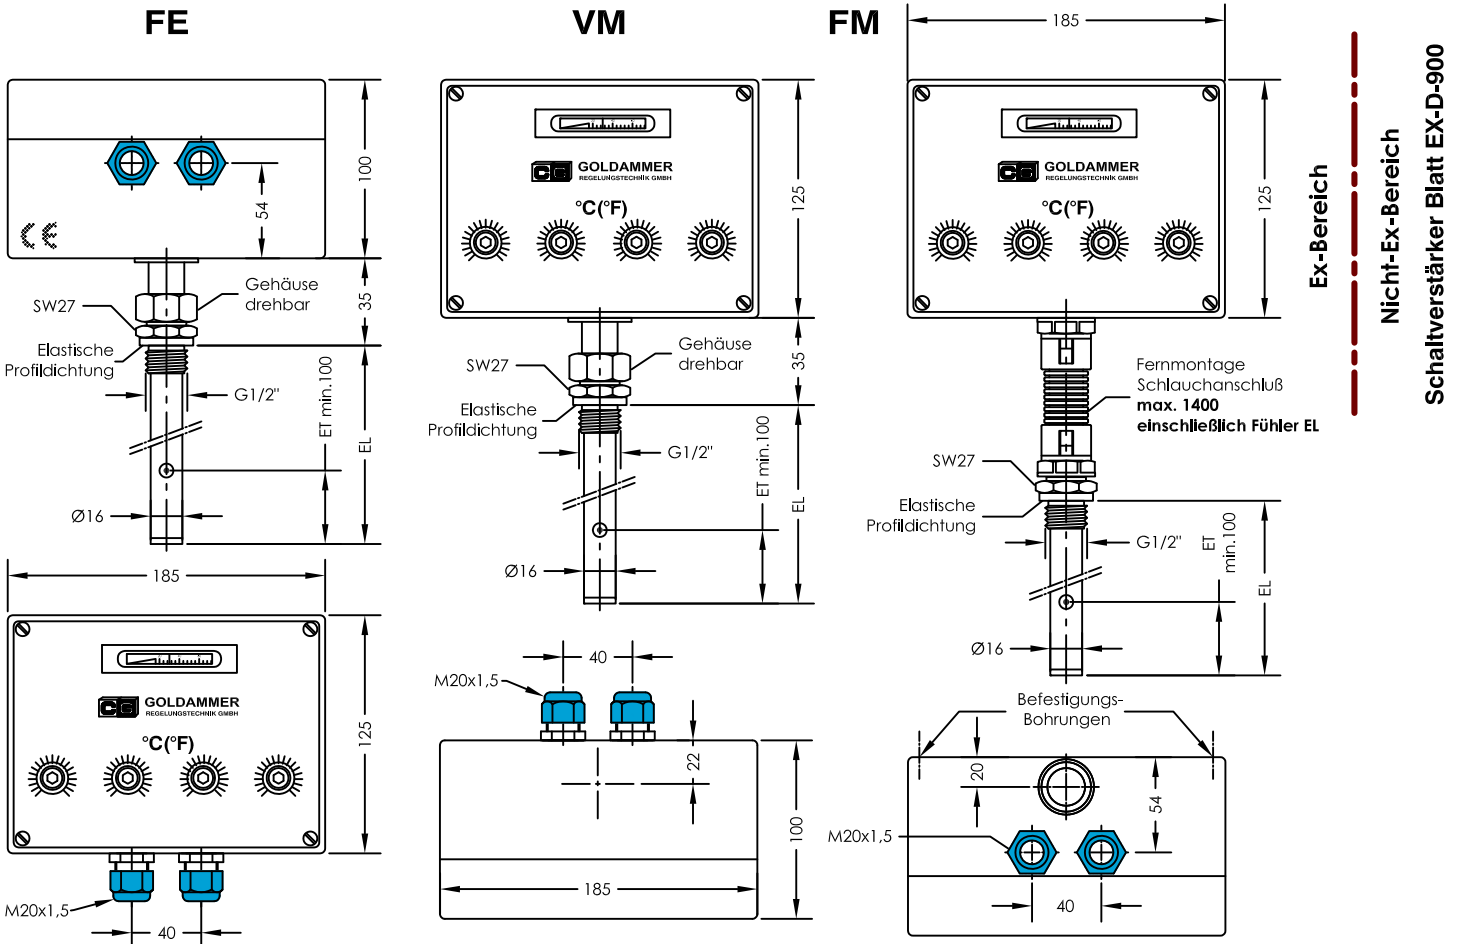 FE
100
54
CE
35
Gehäuse
drehbar
SW27
Elastische
Profildichtung
G1/2"
ET min.100
EL
Ø16
185
CG GOLDAMMER
REGELUNGSTECHNIK GMBH
°C(°F)
125
M20x1,5
40
VM
CG GOLDAMMER
REGELUNGSTECHNIK GMBH
°C(°F)
125
35
Gehäuse
drehbar
SW27
Elastische
Profildichtung
G1/2"
ET min.100
EL
Ø16
40
M20x1,5
22
100
185
FM
185
CG GOLDAMMER
REGELUNGSTECHNIK GMBH
°C(°F)
125
Fernmontage
Schlauchanschluß
max. 1400
einschließlich Fühler EL
SW27
Elastische
Profildichtung
G1/2"
ET
min.100
EL
Ø16
Befestigungs-
Bohrungen
20
54
M20x1,5
40
Ex-Bereich
Nicht-Ex-Bereich
Schaltverstärker Blatt EX-D-900